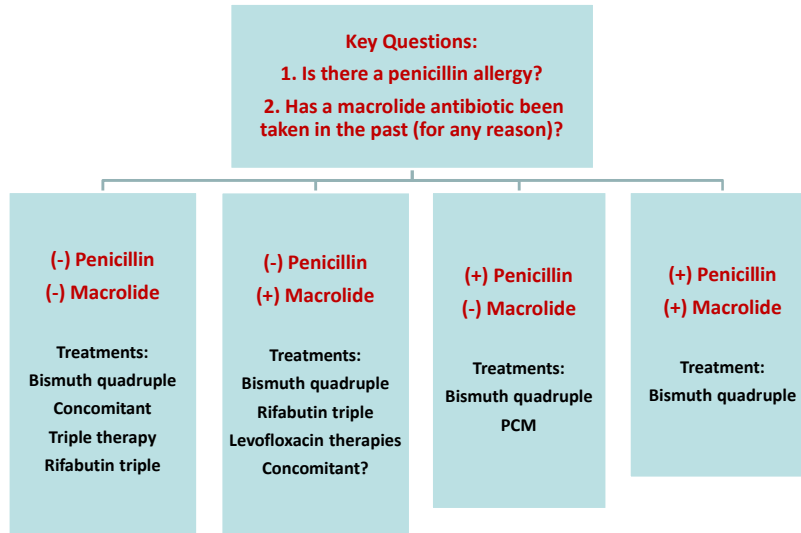 Key Questions:
1. Is there a penicillin allergy?
2. Has a macrolide antibiotic been
taken in the past (for any reason)?
(-) Penicillin
(-) Macrolide
Treatments:
Bismuth quadruple
Concomitant
Triple therapy
Rifabutin triple
(-) Penicillin
(+) Macrolide
Treatments:
Bismuth quadruple
Rifabutin triple
Levofloxacin therapies
Concomitant?
(+) Penicillin
(-) Macrolide
Treatments:
Bismuth quadruple
PCM
(+) Penicillin
(+) Macrolide
Treatment:
Bismuth quadruple